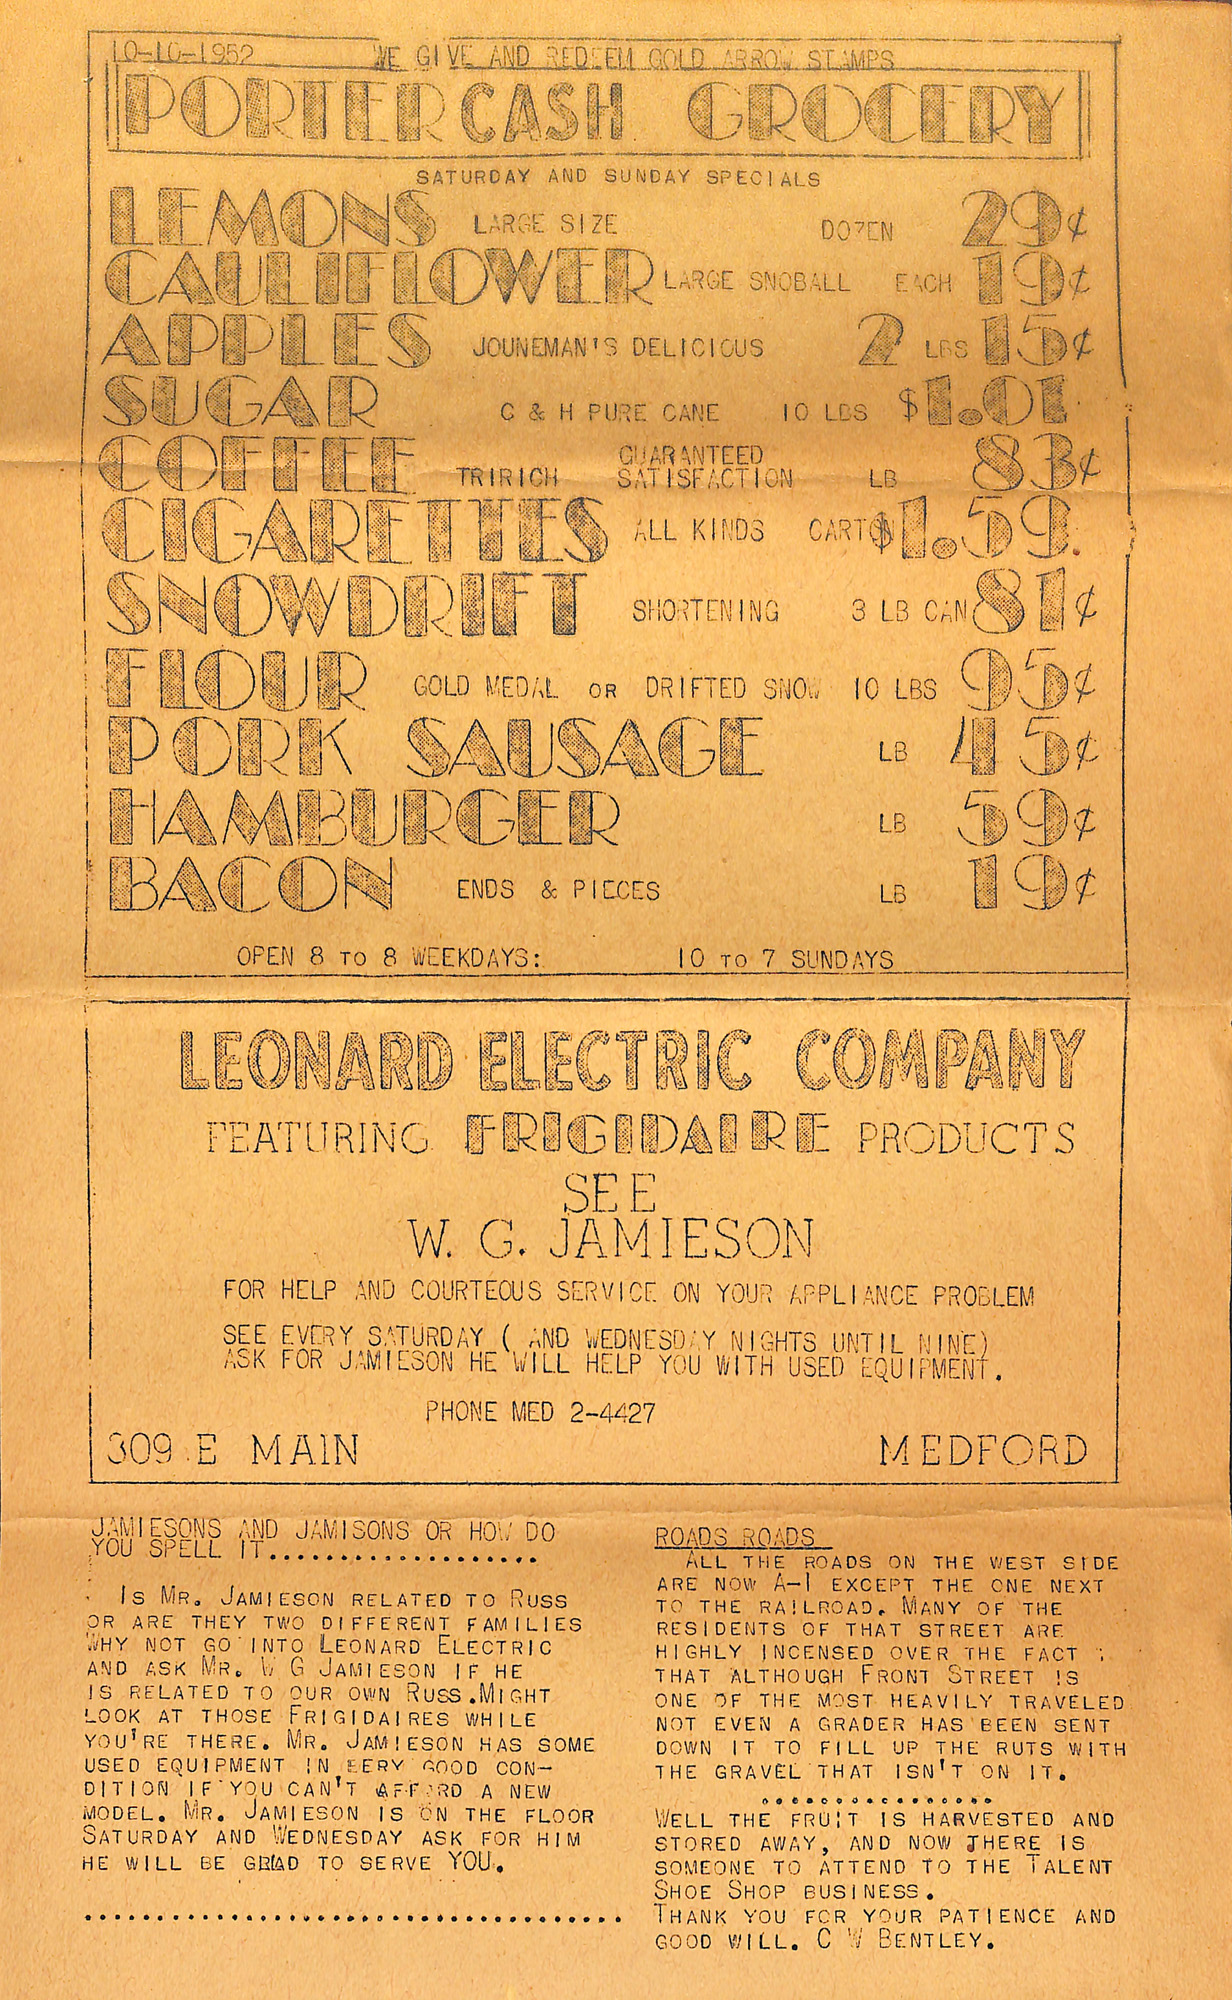 10-10-1952 WE GIVE AND REDEEM GOLD ARROW STAMPS
PORTER CASH GROCERY
SATURDAY AND SUNDAY SPECIALS
LEMONS LARGE SIZE DOZEN 29¢
CAULIFLOWER LARGE SNOBALL EACH 19¢
APPLES JOUNEMAN'S DELICIOUS 2 LBS 15¢
SUGAR C & H PURE CANE 10 LBS $1.01
COFFEE TRIRICH GUARANTEED SATISFACTION LB 83¢
CIGARETTES ALL KINDS CARTON $1.59
SNOWDRIFT SHORTENING 3 LB CAN 81¢
FLOUR GOLD MEDAL OR DRIFTED SNOW 10 LBS 95¢
PORK SAUSAGE LB 45¢
HAMBURGER LB 59¢
BACON ENDS & PIECES LB 19¢
OPEN 8 TO 8 WEEKDAYS: 10 TO 7 SUNDAYS
LEONARD ELECTRIC COMPANY
FEATURING FRIGIDAIRE PRODUCTS
SEE
W. G. JAMIESON
FOR HELP AND COURTEOUS SERVICE ON YOUR APPLIANCE PROBLEM
SEE EVERY SATURDAY ( AND WEDNESDAY NIGHTS UNTIL NINE)
ASK FOR JAMIESON HE WILL HELP YOU WITH USED EQUIPMENT.
PHONE MED 2-4427
309 E MAIN MEDFORD
JAMIESONS AND JAMISONS OR HOW DO
YOU SPELL IT...................
IS MR. JAMIESON RELATED TO RUSS
OR ARE THEY TWO DIFFERENT FAMILIES
WHY NOT GO INTO LEONARD ELECTRIC
AND ASK MR. W G JAMIESON IF HE
IS RELATED TO OUR OWN RUSS.MIGHT
LOOK AT THOSE FRIGIDAIRES WHILE
YOU'RE THERE. MR. JAMIESON HAS SOME
USED EQUIPMENT IN EERY GOOD CON-
DITION IF YOU CAN'T AFFORD A NEW
MODEL. MR. JAMIESON IS ON THE FLOOR
SATURDAY AND WEDNESDAY ASK FOR HIM
HE WILL BE GLAD TO SERVE YOU.
......................................
ROADS ROADS
ALL THE ROADS ON THE WEST SIDE
ARE NOW A-1 EXCEPT THE ONE NEXT
TO THE RAILROAD. MANY OF THE
RESIDENTS OF THAT STREET ARE
HIGHLY INCENSED OVER THE FACT
THAT ALTHOUGH FRONT STREET IS
ONE OF THE MOST HEAVILY TRAVELED
NOT EVEN A GRADER HAS BEEN SENT
DOWN IT TO FILL UP THE RUTS WITH
THE GRAVEL THAT ISN'T ON IT.
................
WELL THE FRUIT IS HARVESTED AND
STORED AWAY, AND NOW THERE IS
SOMEONE TO ATTEND TO THE TALENT
SHOE SHOP BUSINESS.
THANK YOU FOR YOUR PATIENCE AND
GOOD WILL. C W BENTLEY.